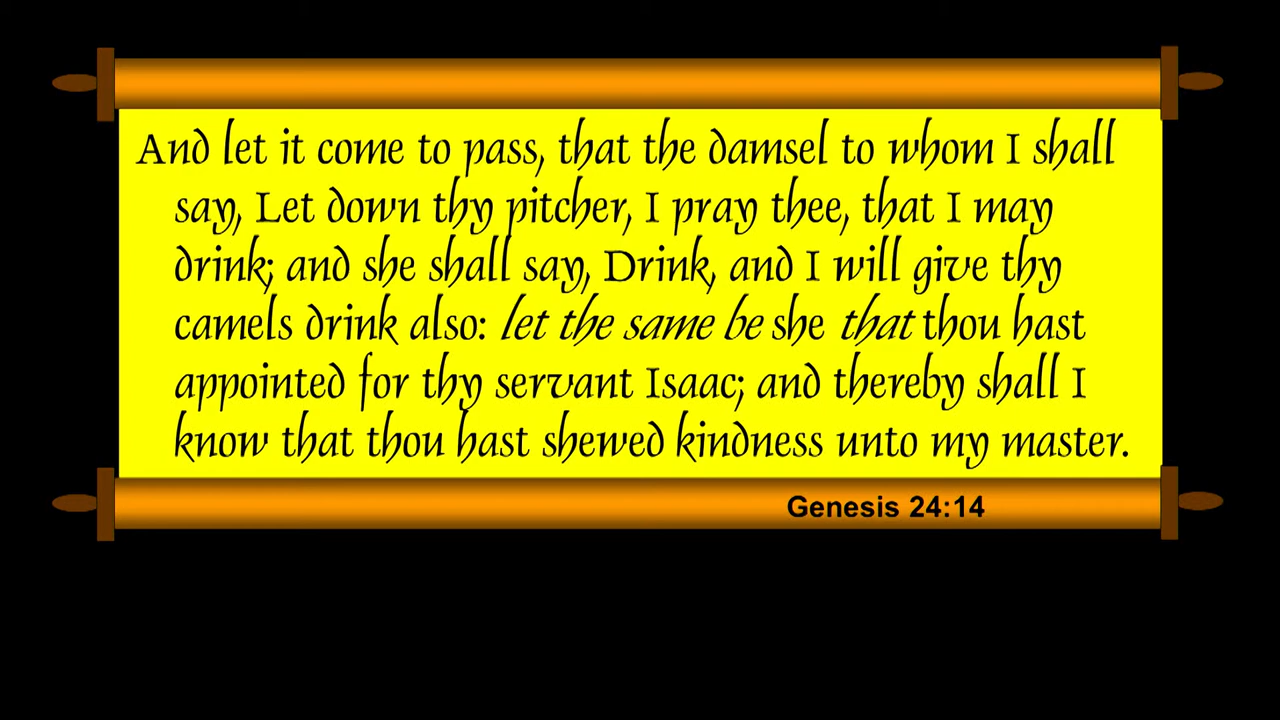 And let it come to pass, that the damsel to whom I shall
say, Let down thy pitcher, I pray thee, that I may
drink; and she shall say, Drink, and I will give thy
camels drink also: let the same be she that thou hast
appointed for thy servant Isaac; and thereby shall I
know that thou hast shewed kindness unto my master.
Genesis 24:14